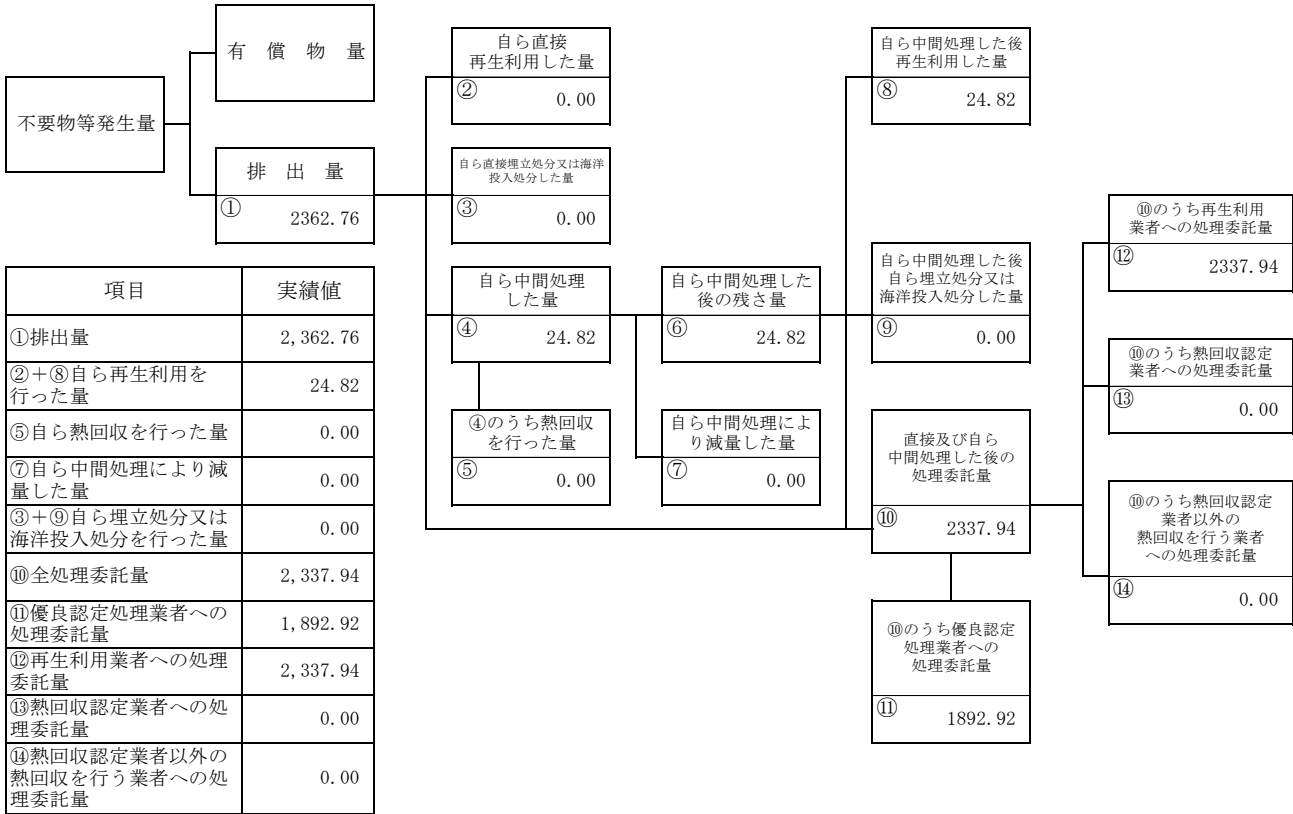 不要物等発生量
有 償 物 量
排 出 量
① 2362.76
自ら直接
再生利用した量
② 0.00
自ら直接埋立処分又は海洋
投入処分した量
③ 0.00
自ら中間処理
した量
④ 24.82
④のうち熱回収
を行った量
⑤ 0.00
自ら中間処理した
後の残さ量
⑥ 24.82
自ら中間処理によ
り減量した量
⑦ 0.00
自ら中間処理した後
再生利用した量
⑧ 24.82
自ら中間処理した後
自ら埋立処分又は
海洋投入処分した量
⑨ 0.00
直接及び自ら
中間処理した後の
処理委託量
⑩ 2337.94
⑩のうち優良認定
処理業者への
処理委託量
⑪ 1892.92
⑩のうち再生利用
業者への処理委託量
⑫ 2337.94
⑩のうち熱回収認定
業者への処理委託量
⑬ 0.00
⑩のうち熱回収認定
業者以外の
熱回収を行う業者
への処理委託量
⑭ 0.00
項目 実績値
①排出量 2,362.76
②+⑧自ら再生利用を
行った量 24.82
⑤自ら熱回収を行った量 0.00
⑦自ら中間処理により減
量した量 0.00
③+⑨自ら埋立処分又は
海洋投入処分を行った量 0.00
⑩全処理委託量 2,337.94
⑪優良認定処理業者への
処理委託量 1,892.92
⑫再生利用業者への処理
委託量 2,337.94
⑬熱回収認定業者への処
理委託量 0.00
⑭熱回収認定業者以外の
熱回収を行う業者への処
理委託量 0.00